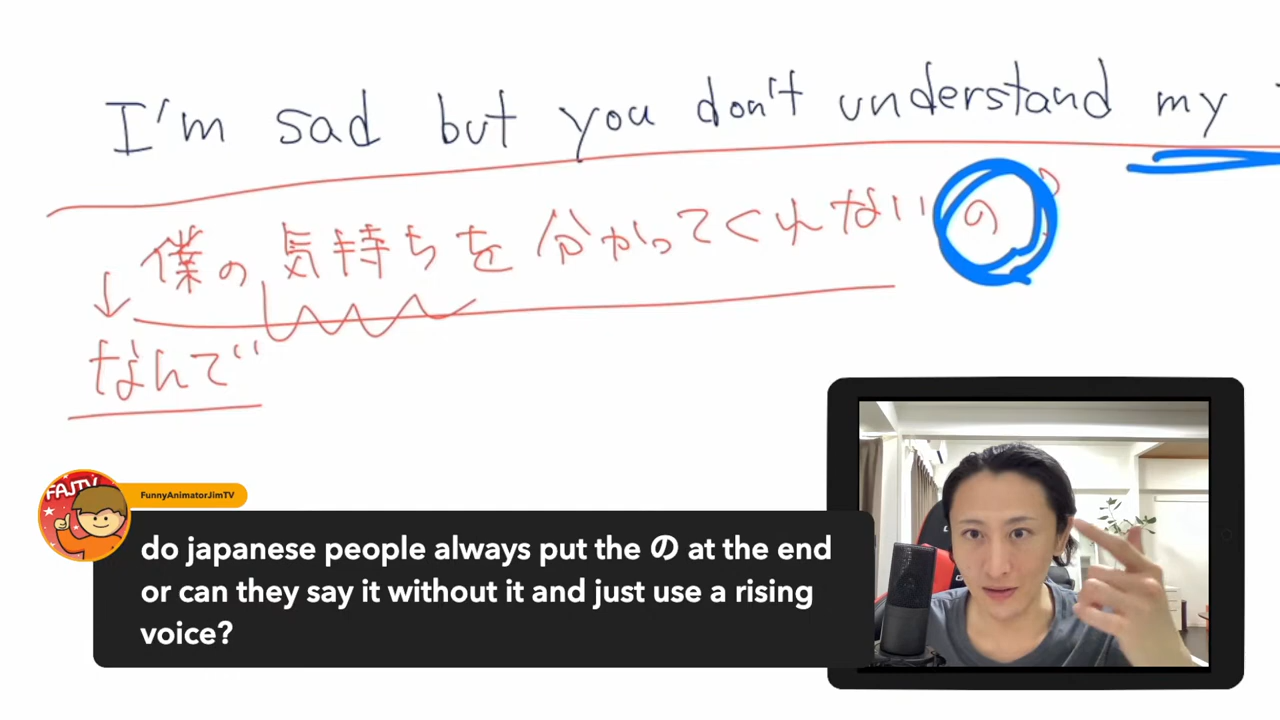 I'm sad but you don't understand my
僕の気持ちを分かってくれないの?
なんで
FAJTV
FunnyAnimatorJimTV
do japanese people always put the の at the end
or can they say it without it and just use a rising
voice?